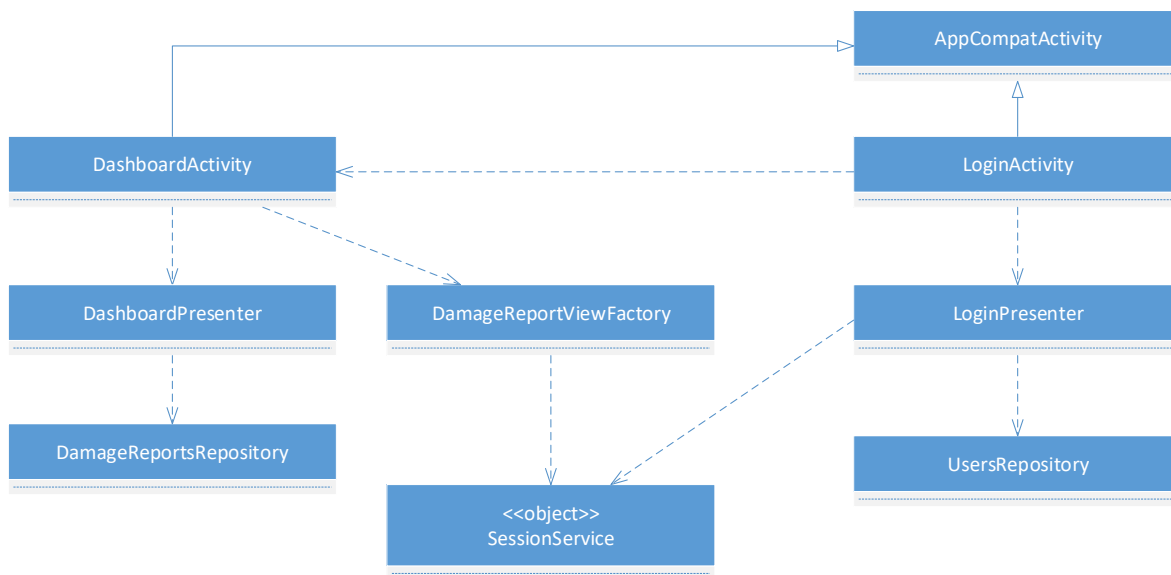 AppCompatActivity
DashboardActivity
LoginActivity
DashboardPresenter
DamageReportViewFactory
LoginPresenter
DamageReportsRepository
UsersRepository
<<object>>
SessionService